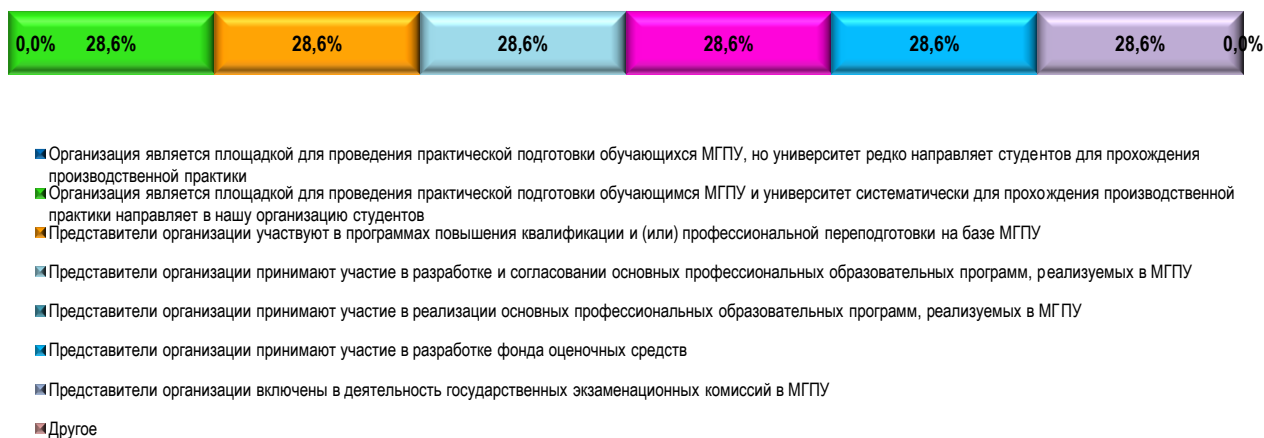 0,0% 28,6% 28,6% 28,6% 28,6% 28,6% 28,6% 0,0%
Организация является площадкой для проведения практической подготовки обучающихся МГПУ, но университет редко направляет студентов для прохождения
производственной практики
Организация является площадкой для проведения практической подготовки обучающимся МГПУ и университет систематически для прохождения производственной
практики направляет в нашу организацию студентов
Представители организации участвуют в программах повышения квалификации и (или) профессиональной переподготовки на базе МГПУ
Представители организации принимают участие в разработке и согласовании основных профессиональных образовательных программ, реализуемых в МГПУ
Представители организации принимают участие в реализации основных профессиональных образовательных программ, реализуемых в МГПУ
Представители организации принимают участие в разработке фонда оценочных средств
Представители организации включены в деятельность государственных экзаменационных комиссий в МГПУ
Другое